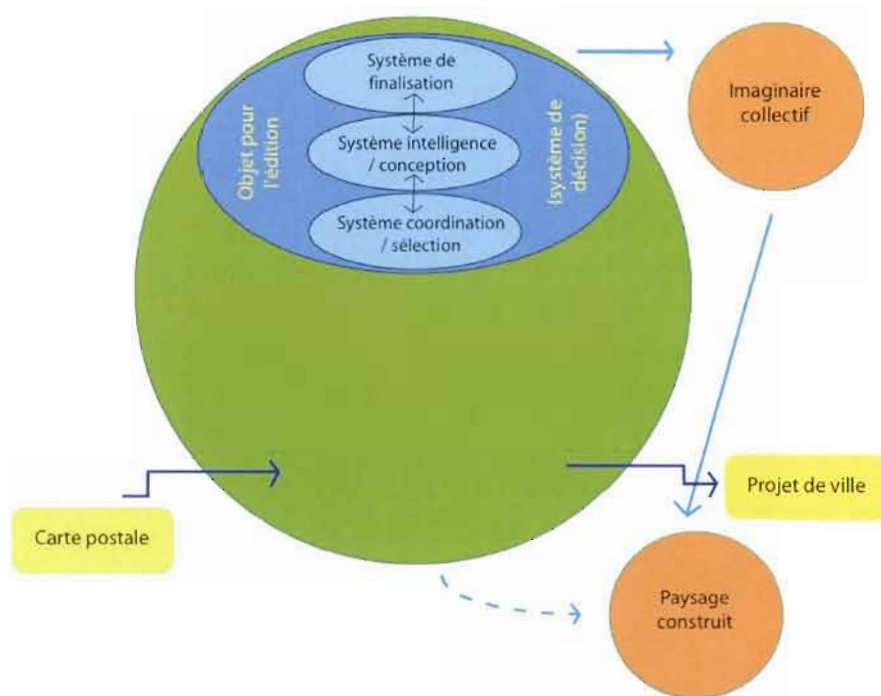 Système de
finalisation
Imaginaire
collectif
Objet pour
l'édition
Système intelligence
/ conception
(système de
décision)
Système coordination
/ sélection
Carte postale
Projet de ville
Paysage
construit